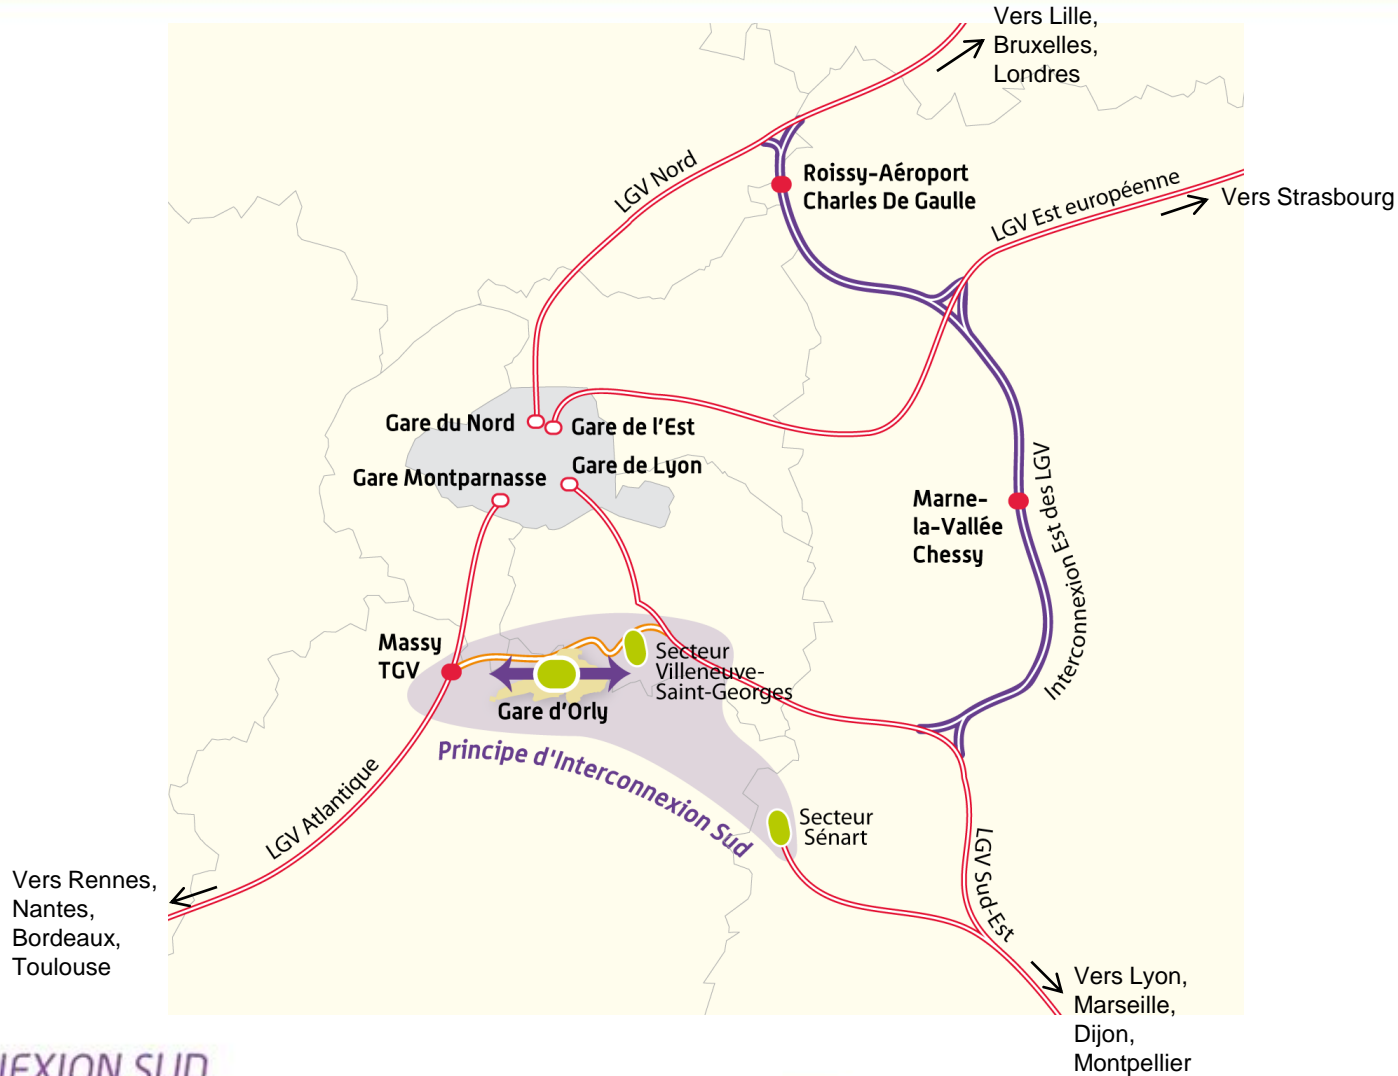 Vers Lille,
Bruxelles,
Londres
LGV Nord
Roissy-Aéroport
Charles De Gaulle
LGV Est européenne
Vers Strasbourg
Gare du Nord
Gare de l'Est
Gare de Lyon
Gare Montparnasse
Marne-
la-Vallée
Chessy
Interconnexion Est des LGV
Massy
TGV
Secteur
Villeneuve-
Saint-Georges
Gare d'Orly
Principe d'Interconnexion Sud
LGV Atlantique
Secteur
Sénart
LGV Sud-Est
Vers Rennes,
Nantes,
Bordeaux,
Toulouse
Vers Lyon,
Marseille,
Dijon,
Montpellier
NEXION SUD